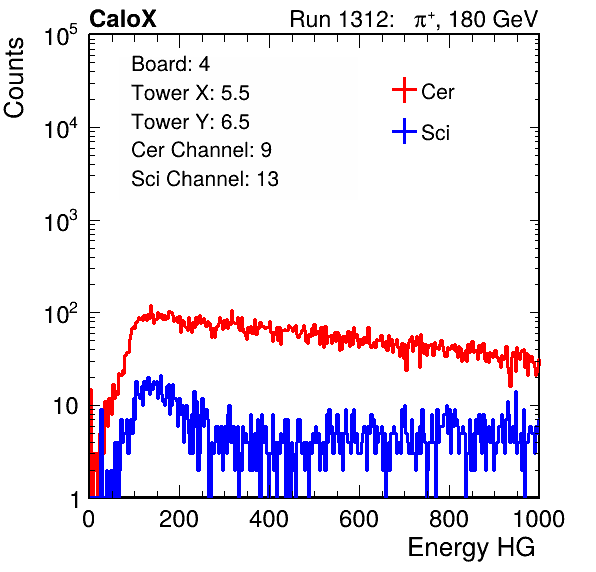 CaloX Run 1312: π⁺, 180 GeV
Board: 4
Tower X: 5.5
Tower Y: 6.5
Cer Channel: 9
Sci Channel: 13
Cer
Sci
Counts
10⁵
10⁴
10³
10²
10
1
0 200 400 600 800 1000
Energy HG